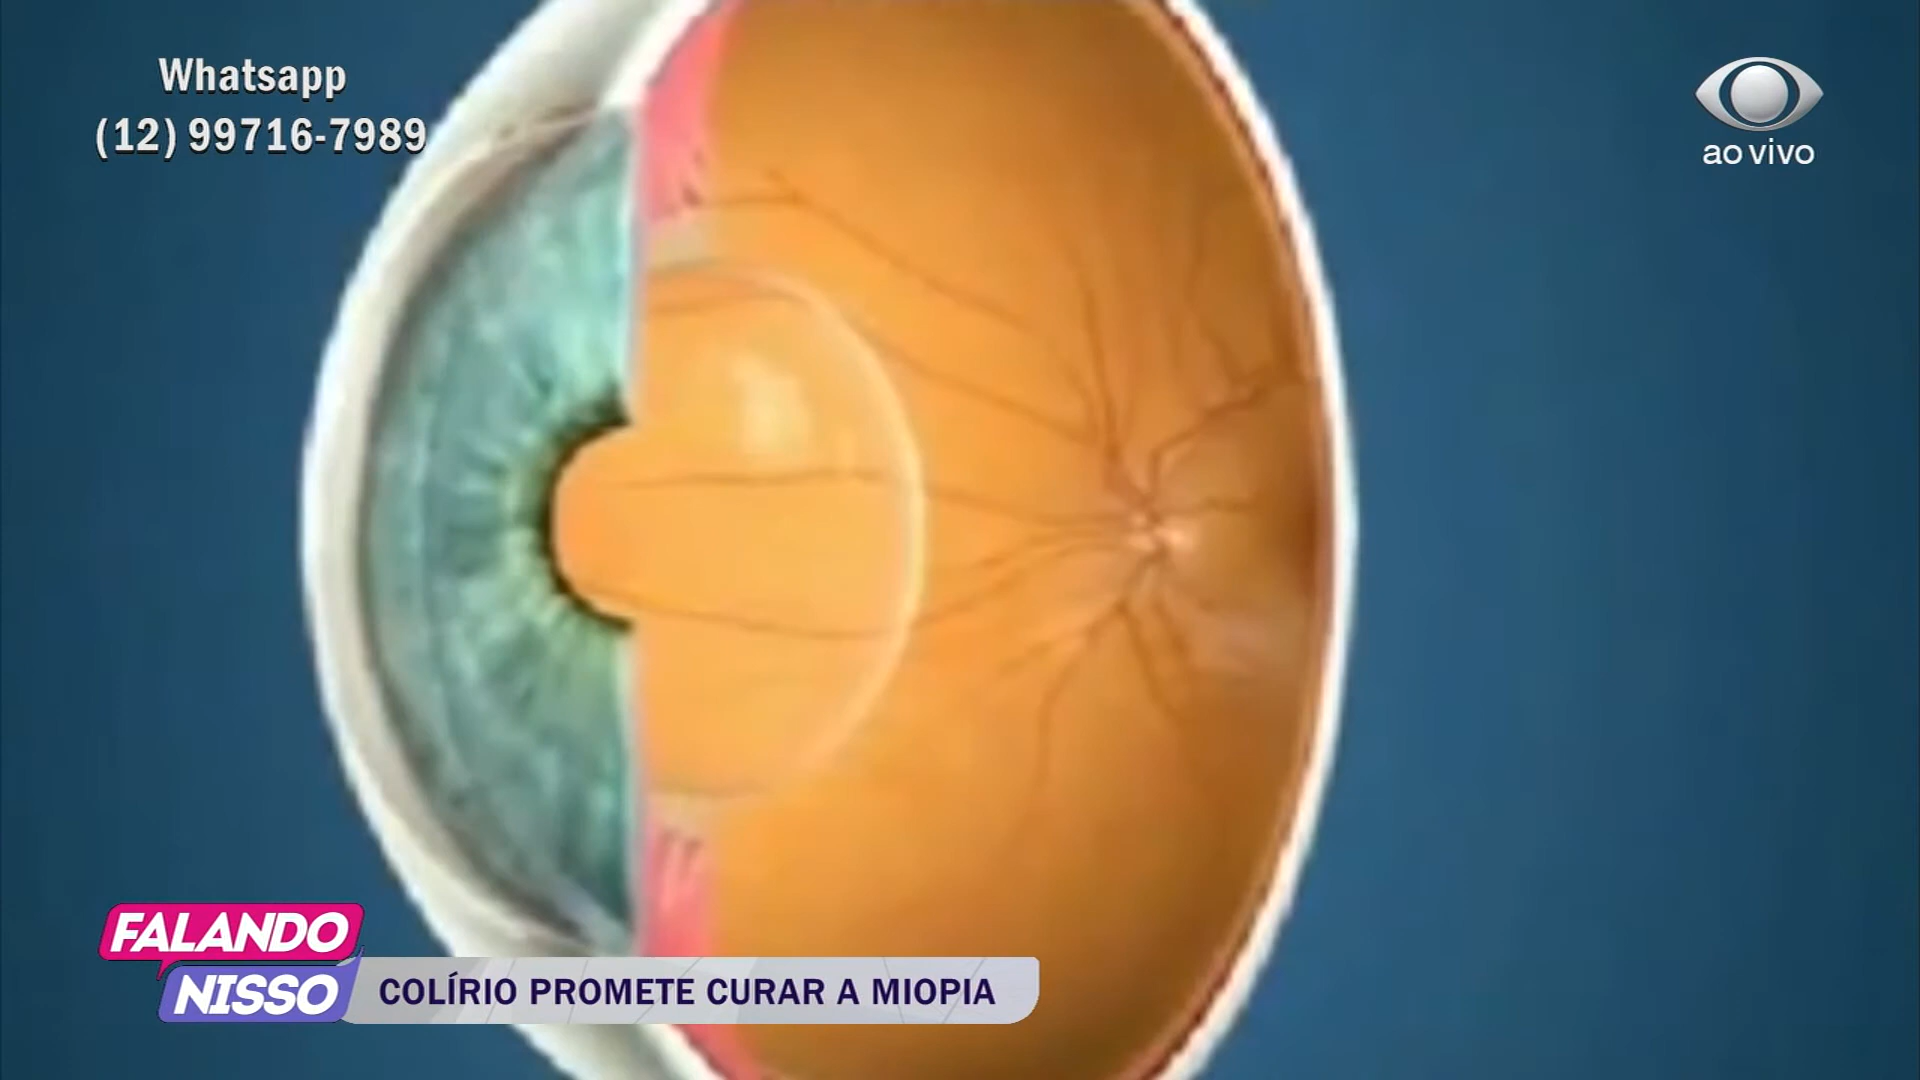 Whatsapp
(12) 99716-7989
ao vivo
FALANDO
NISSO
COLÍRIO PROMETE CURAR A MIOPIA